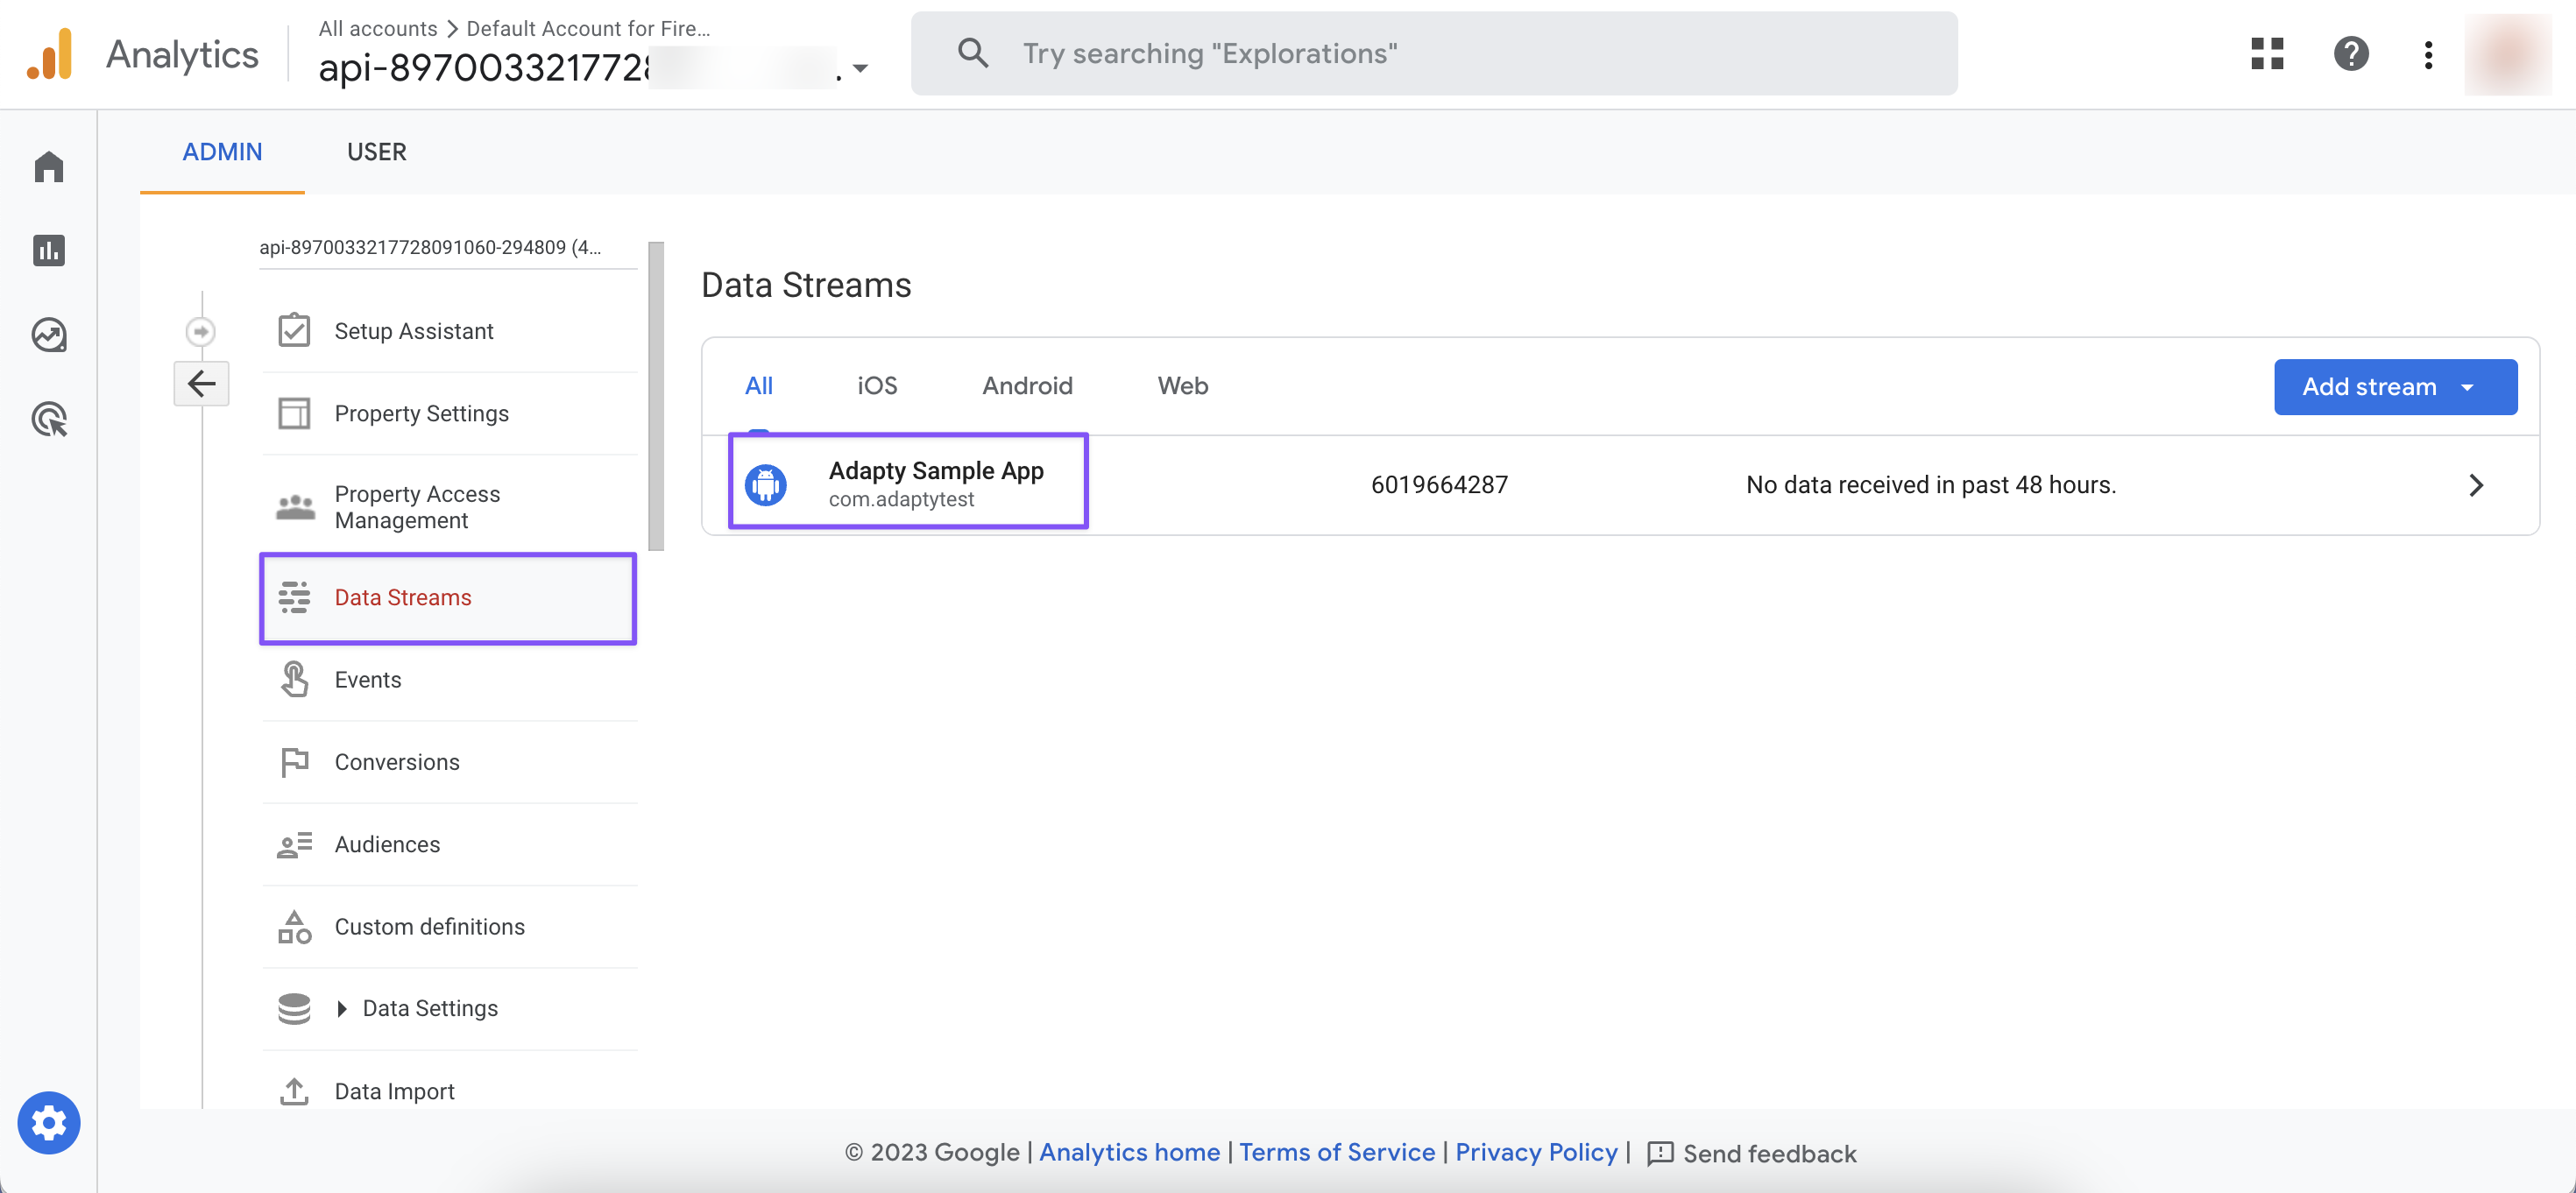 Analytics
All accounts > Default Account for Fire...
api-8970033217728
Try searching "Explorations"
ADMIN
USER
api-8970033217728091060-294809 (4...
Setup Assistant
Property Settings
Property Access
Management
Data Streams
Events
Conversions
Audiences
Custom definitions
Data Settings
Data Import
Data Streams
All
iOS
Android
Web
Add stream
Adapty Sample App
com.adaptytest
6019664287
No data received in past 48 hours.
© 2023 Google | Analytics home | Terms of Service | Privacy Policy | Send feedback